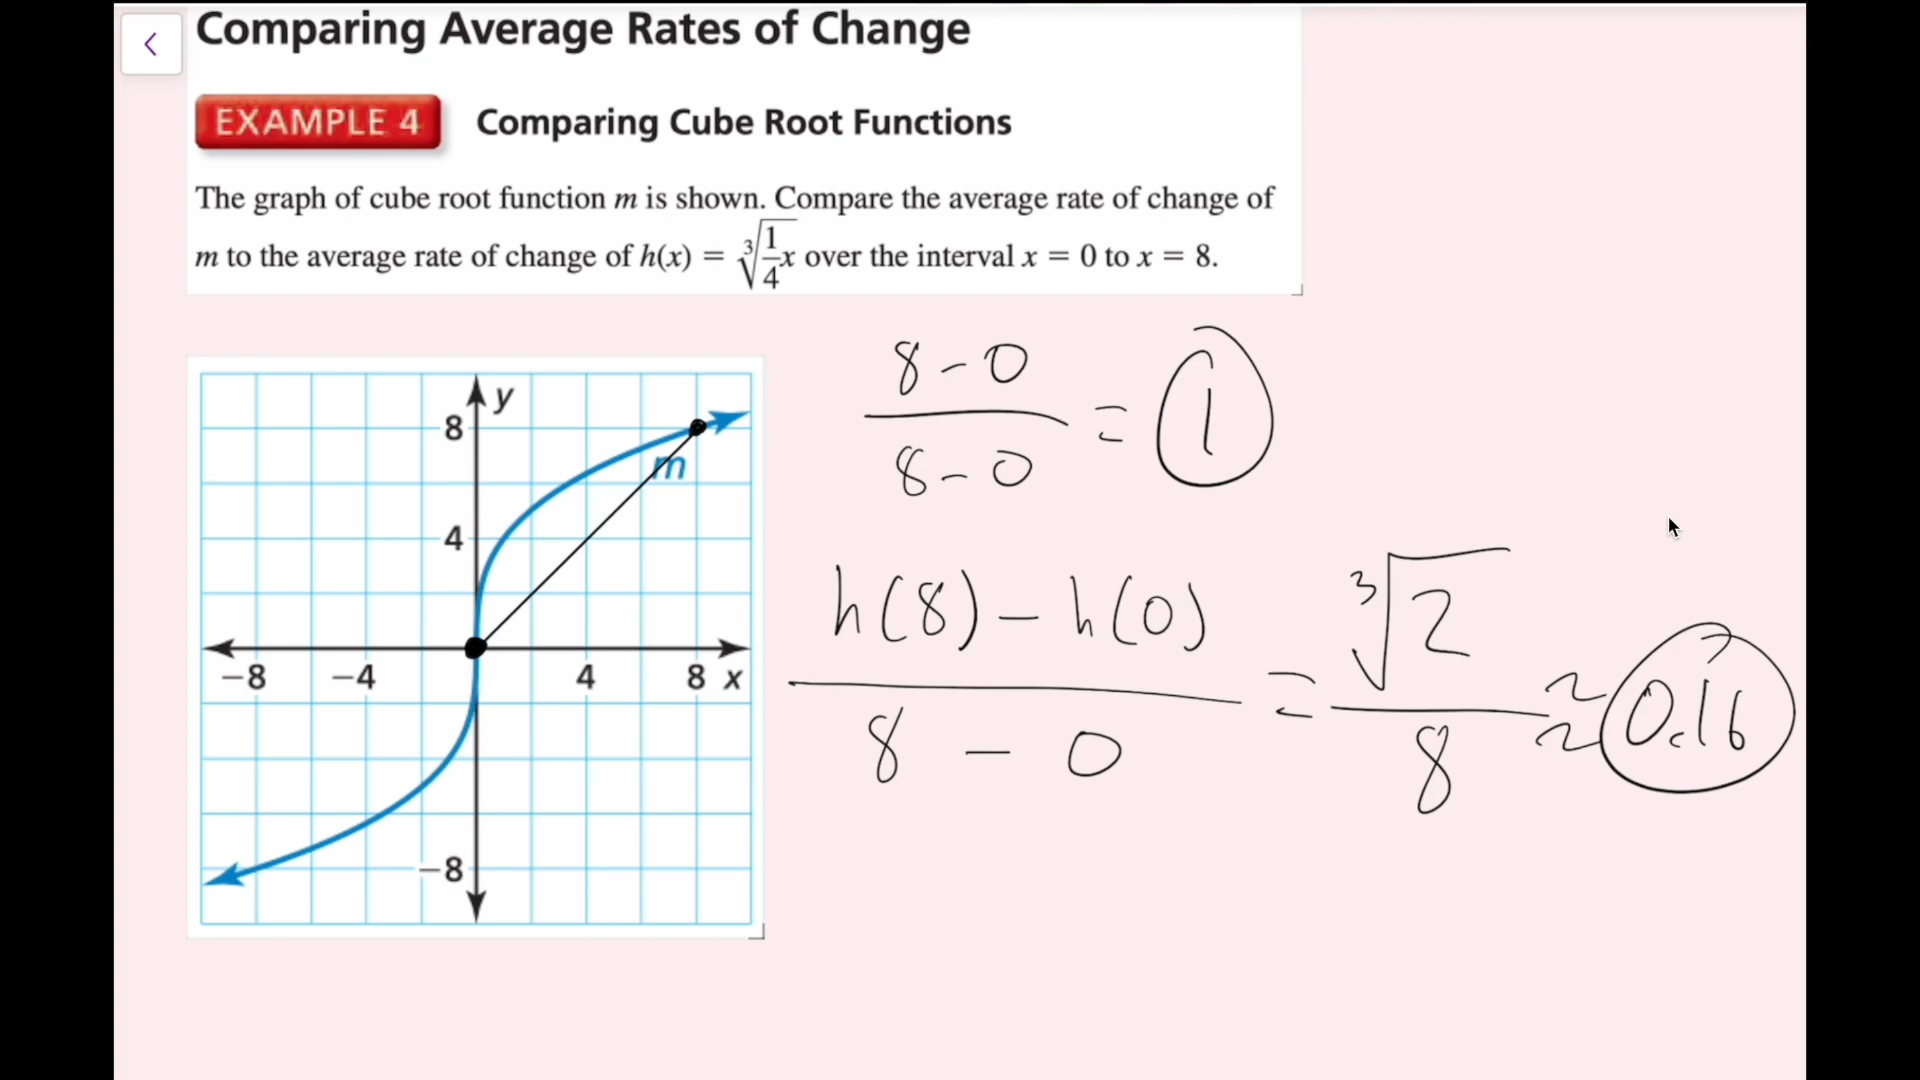 Comparing Average Rates of Change
EXAMPLE 4 Comparing Cube Root Functions
The graph of cube root function m is shown. Compare the average rate of change of
m to the average rate of change of h(x) = ∛(1/4 x) over the interval x = 0 to x = 8.
y
8
m
4
−8 −4 4 8 x
−8
8 - 0
8 - 0
= 1
h(8) - h(0)
8 - 0
= ∛2
8
≈ 0.16